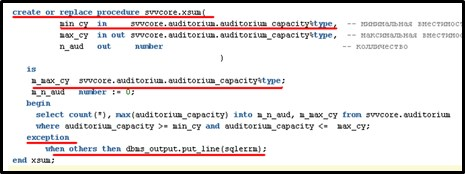 create or replace procedure svvcore.xsum(
min_cy in svvcore.auditorium.auditorium_capacity%type, -- минимальная вместимость
max_cy in out svvcore.auditorium.auditorium_capacity%type, -- максимальная вместимость
n_aud out number -- колличество
)
is
m_max_cy svvcore.auditorium.auditorium_capacity%type;
m_n_aud number := 0;
begin
select count(*), max(auditorium_capacity) into m_n_aud, m_max_cy from svvcore.auditorium
where auditorium_capacity >= min_cy and auditorium_capacity <= max_cy;
exception
when others then dbms_output.put_line(sqlerrm);
end xsum;